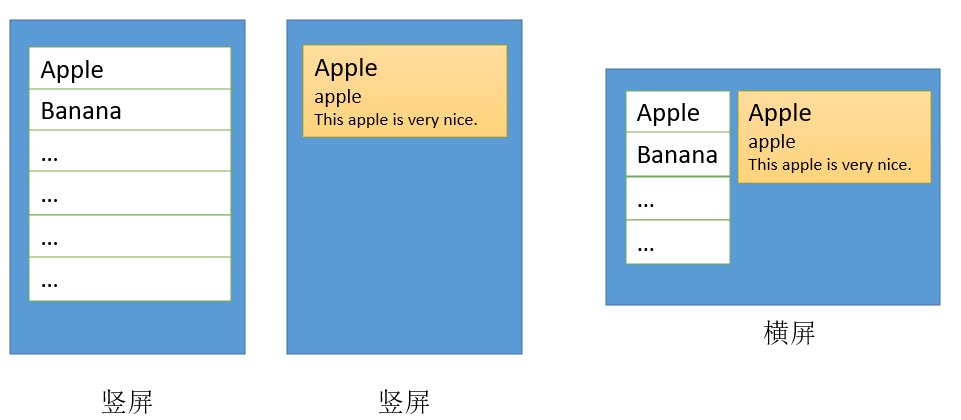 Apple
Banana
...
...
...
...
竖屏
Apple
apple
This apple is very nice.
竖屏
Apple
Banana
...
...
Apple
apple
This apple is very nice.
横屏